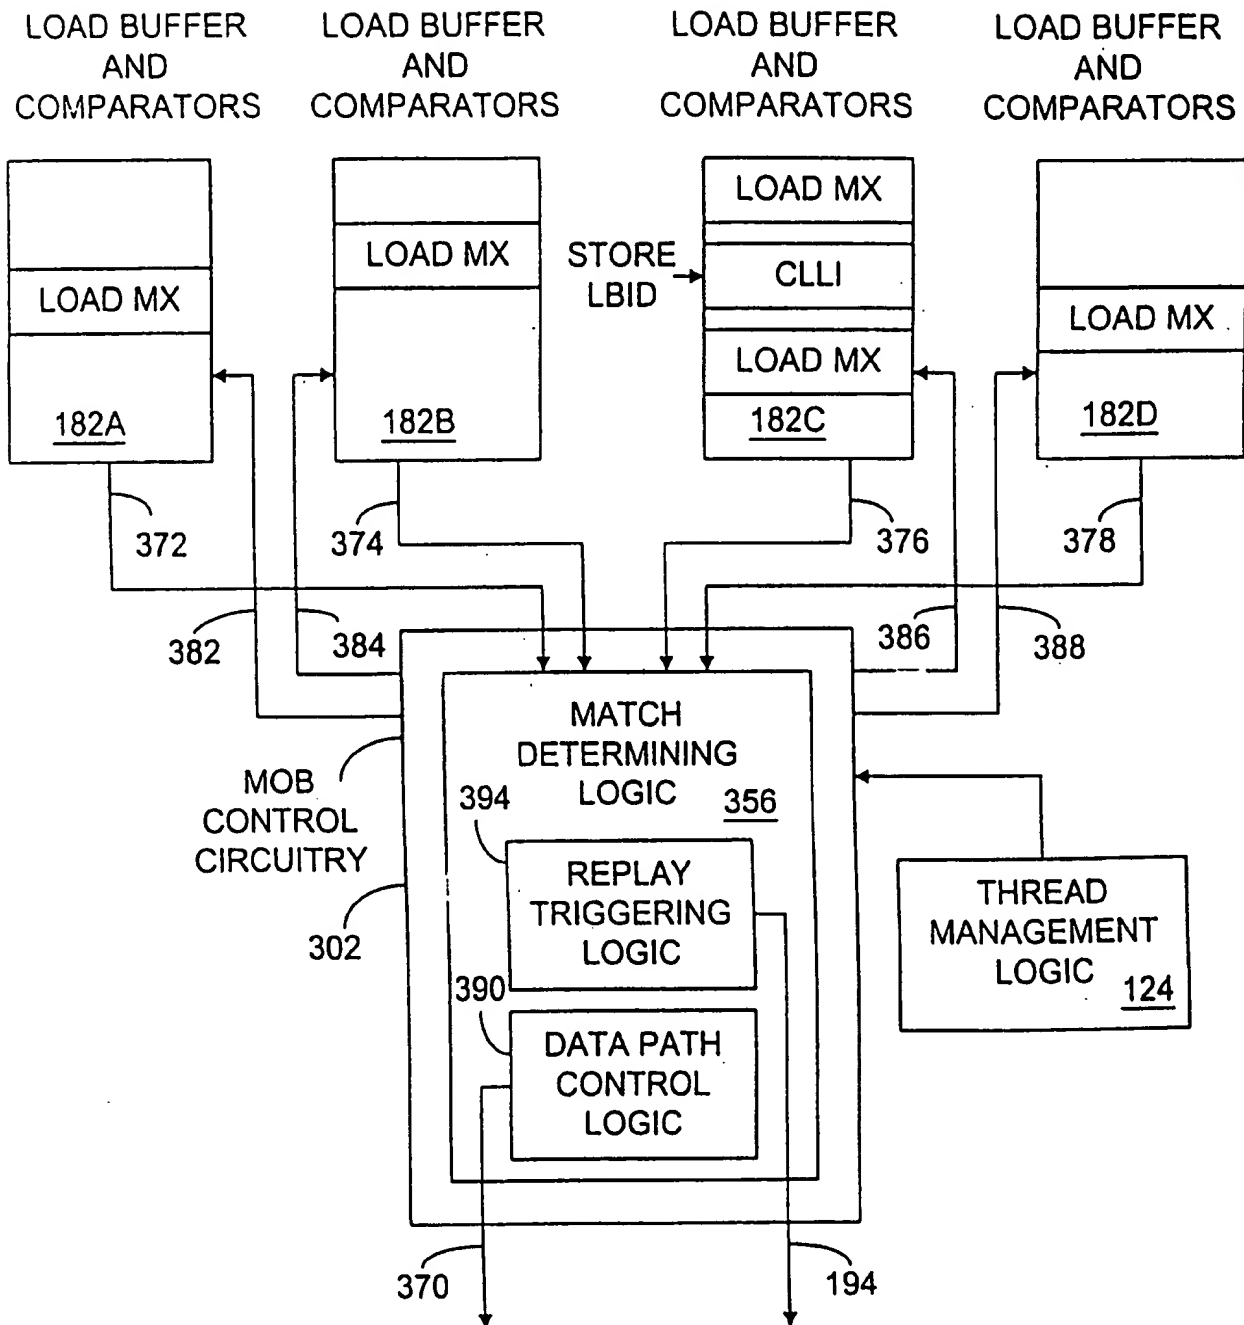 LOAD BUFFER
AND
COMPARATORS
LOAD BUFFER
AND
COMPARATORS
LOAD BUFFER
AND
COMPARATORS
LOAD BUFFER
AND
COMPARATORS
LOAD MX
182A
LOAD MX
182B
STORE
LBID
LOAD MX
CLLI
LOAD MX
182C
LOAD MX
182D
372
374
376
378
382
384
386
388
MOB
CONTROL
CIRCUITRY
302
MATCH
DETERMINING
LOGIC
356
394
REPLAY
TRIGGERING
LOGIC
390
DATA PATH
CONTROL
LOGIC
THREAD
MANAGEMENT
LOGIC
124
370
194